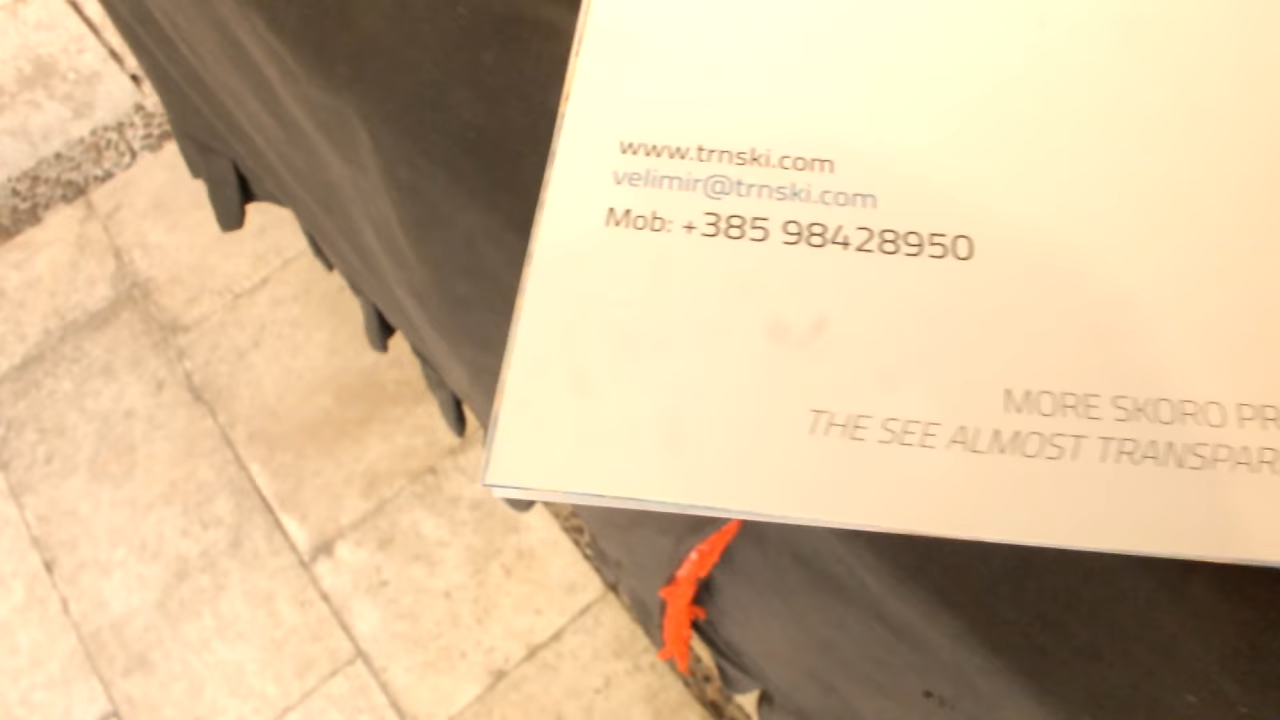 www.trnski.com
velimir@trnski.com
Mob: +385 98428950
MORE SKORO
THE SEE ALMOST